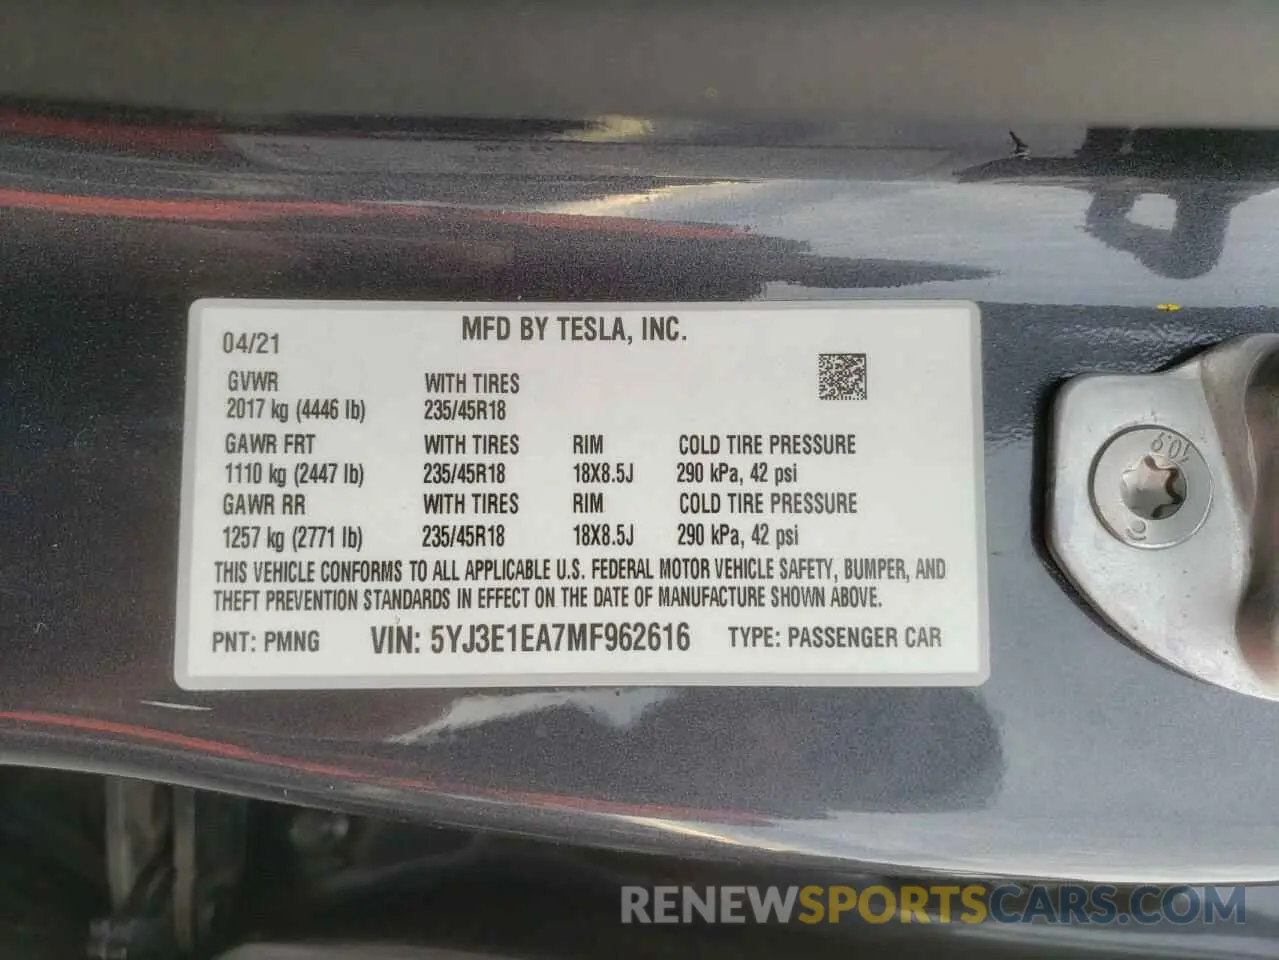 MFD BY TESLA, INC.
04/21
GVWR WITH TIRES
2017 kg (4446 lb) 235/45R18
GAWR FRT WITH TIRES RIM COLD TIRE PRESSURE
1110 kg (2447 lb) 235/45R18 18X8.5J 290 kPa, 42 psi
GAWR RR WITH TIRES RIM COLD TIRE PRESSURE
1257 kg (2771 lb) 235/45R18 18X8.5J 290 kPa, 42 psi
THIS VEHICLE CONFORMS TO ALL APPLICABLE U.S. FEDERAL MOTOR VEHICLE SAFETY, BUMPER, AND
THEFT PREVENTION STANDARDS IN EFFECT ON THE DATE OF MANUFACTURE SHOWN ABOVE.
PNT: PMNG VIN: 5YJ3E1EA7MF962616 TYPE: PASSENGER CAR
10.9
RENEWSPORTSCARS.COM